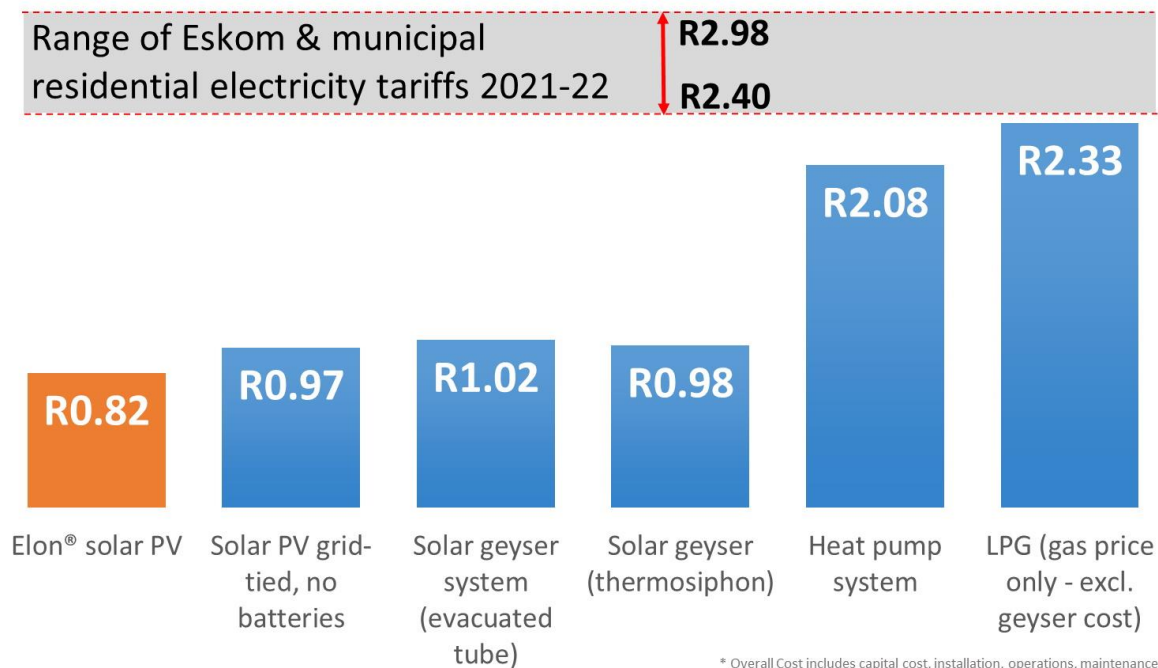 Range of Eskom & municipal
residential electricity tariffs 2021-22
R2.98
R2.40
R0.82
R0.97
R1.02
R0.98
R2.08
R2.33
Elon® solar PV
Solar PV grid-
tied, no
batteries
Solar geyser
system
(evacuated
tube)
Solar geyser
(thermosiphon)
Heat pump
system
LPG (gas price
only - excl.
geyser cost)
* Overall Cost includes capital cost, installation, operations, maintenance